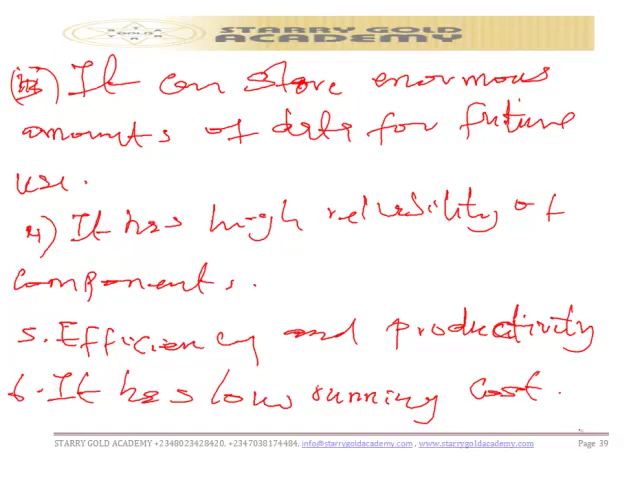 STARRY GOLD
ACADEMY
(iii) It can store enormous
amounts of data for future
use.
4) It has high reliability of
components.
5. Efficiency and productivity
6. It has low running cost.
STARRY GOLD ACADEMY +2348023428420, +2347038174484, info@starrygoldacademy.com , www.starrygoldacademy.com Page 39